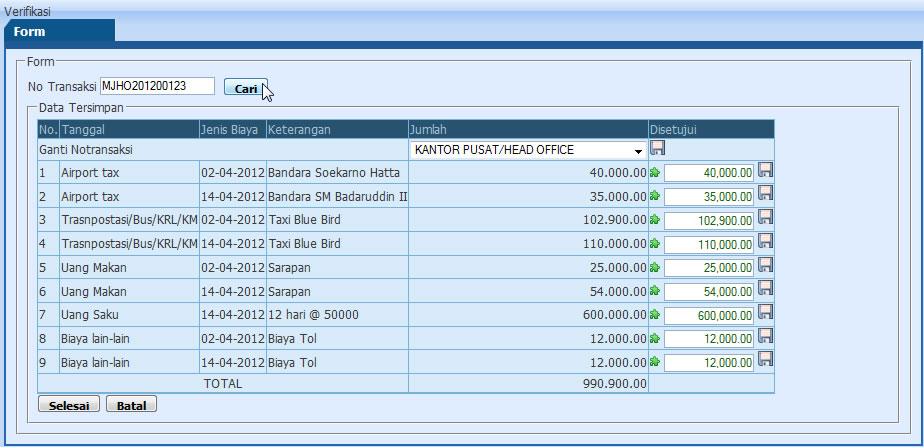 Verifikasi
Form
Form
No Transaksi MJHO201200123 Cari
Data Tersimpan
No. Tanggal Jenis Biaya Keterangan Jumlah Disetujui
Ganti Notransaksi KANTOR PUSAT/HEAD OFFICE
1 Airport tax 02-04-2012 Bandara Soekarno Hatta 40.000.00 40,000.00
2 Airport tax 14-04-2012 Bandara SM Badaruddin II 35.000.00 35,000.00
3 Trasnpostasi/Bus/KRL/KM 02-04-2012 Taxi Blue Bird 102.900.00 102,900.00
4 Trasnpostasi/Bus/KRL/KM 14-04-2012 Taxi Blue Bird 110.000.00 110,000.00
5 Uang Makan 02-04-2012 Sarapan 25.000.00 25,000.00
6 Uang Makan 14-04-2012 Sarapan 54.000.00 54,000.00
7 Uang Saku 14-04-2012 12 hari @ 50000 600.000.00 600,000.00
8 Biaya lain-lain 02-04-2012 Biaya Tol 12.000.00 12,000.00
9 Biaya lain-lain 14-04-2012 Biaya Tol 12.000.00 12,000.00
TOTAL 990.900.00
Selesai Batal